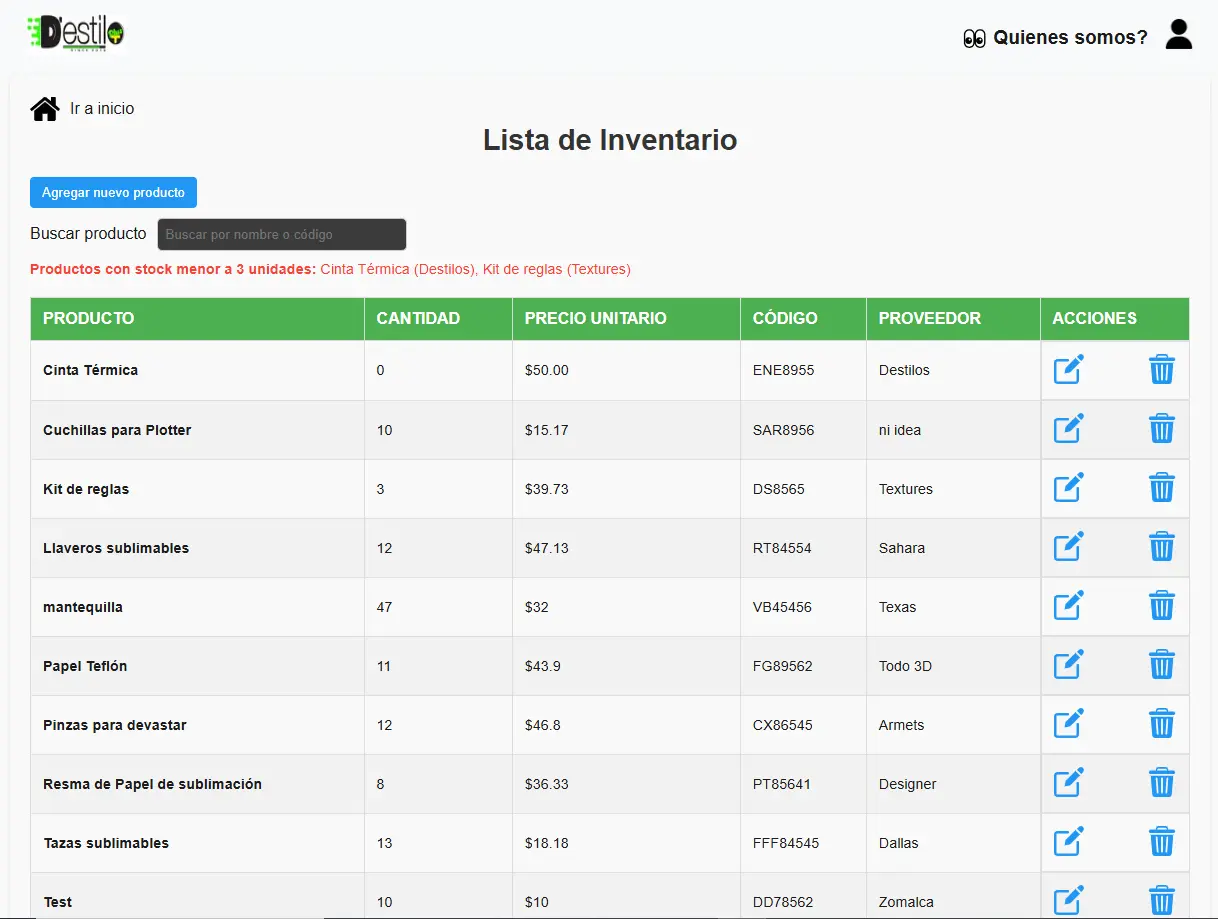 D'estilo
Quienes somos?
Ir a inicio
Lista de Inventario
Agregar nuevo producto
Buscar producto Buscar por nombre o código
Productos con stock menor a 3 unidades: Cinta Térmica (Destilos), Kit de reglas (Textures)
PRODUCTO CANTIDAD PRECIO UNITARIO CÓDIGO PROVEEDOR ACCIONES
Cinta Térmica 0 $50.00 ENE8955 Destilos
Cuchillas para Plotter 10 $15.17 SAR8956 ni idea
Kit de reglas 3 $39.73 DS8565 Textures
Llaveros sublimables 12 $47.13 RT84554 Sahara
mantequilla 47 $32 VB45456 Texas
Papel Teflón 11 $43.9 FG89562 Todo 3D
Pinzas para devastar 12 $46.8 CX86545 Armets
Resma de Papel de sublimación 8 $36.33 PT85641 Designer
Tazas sublimables 13 $18.18 FFF84545 Dallas
Test 10 $10 DD78562 Zomalca